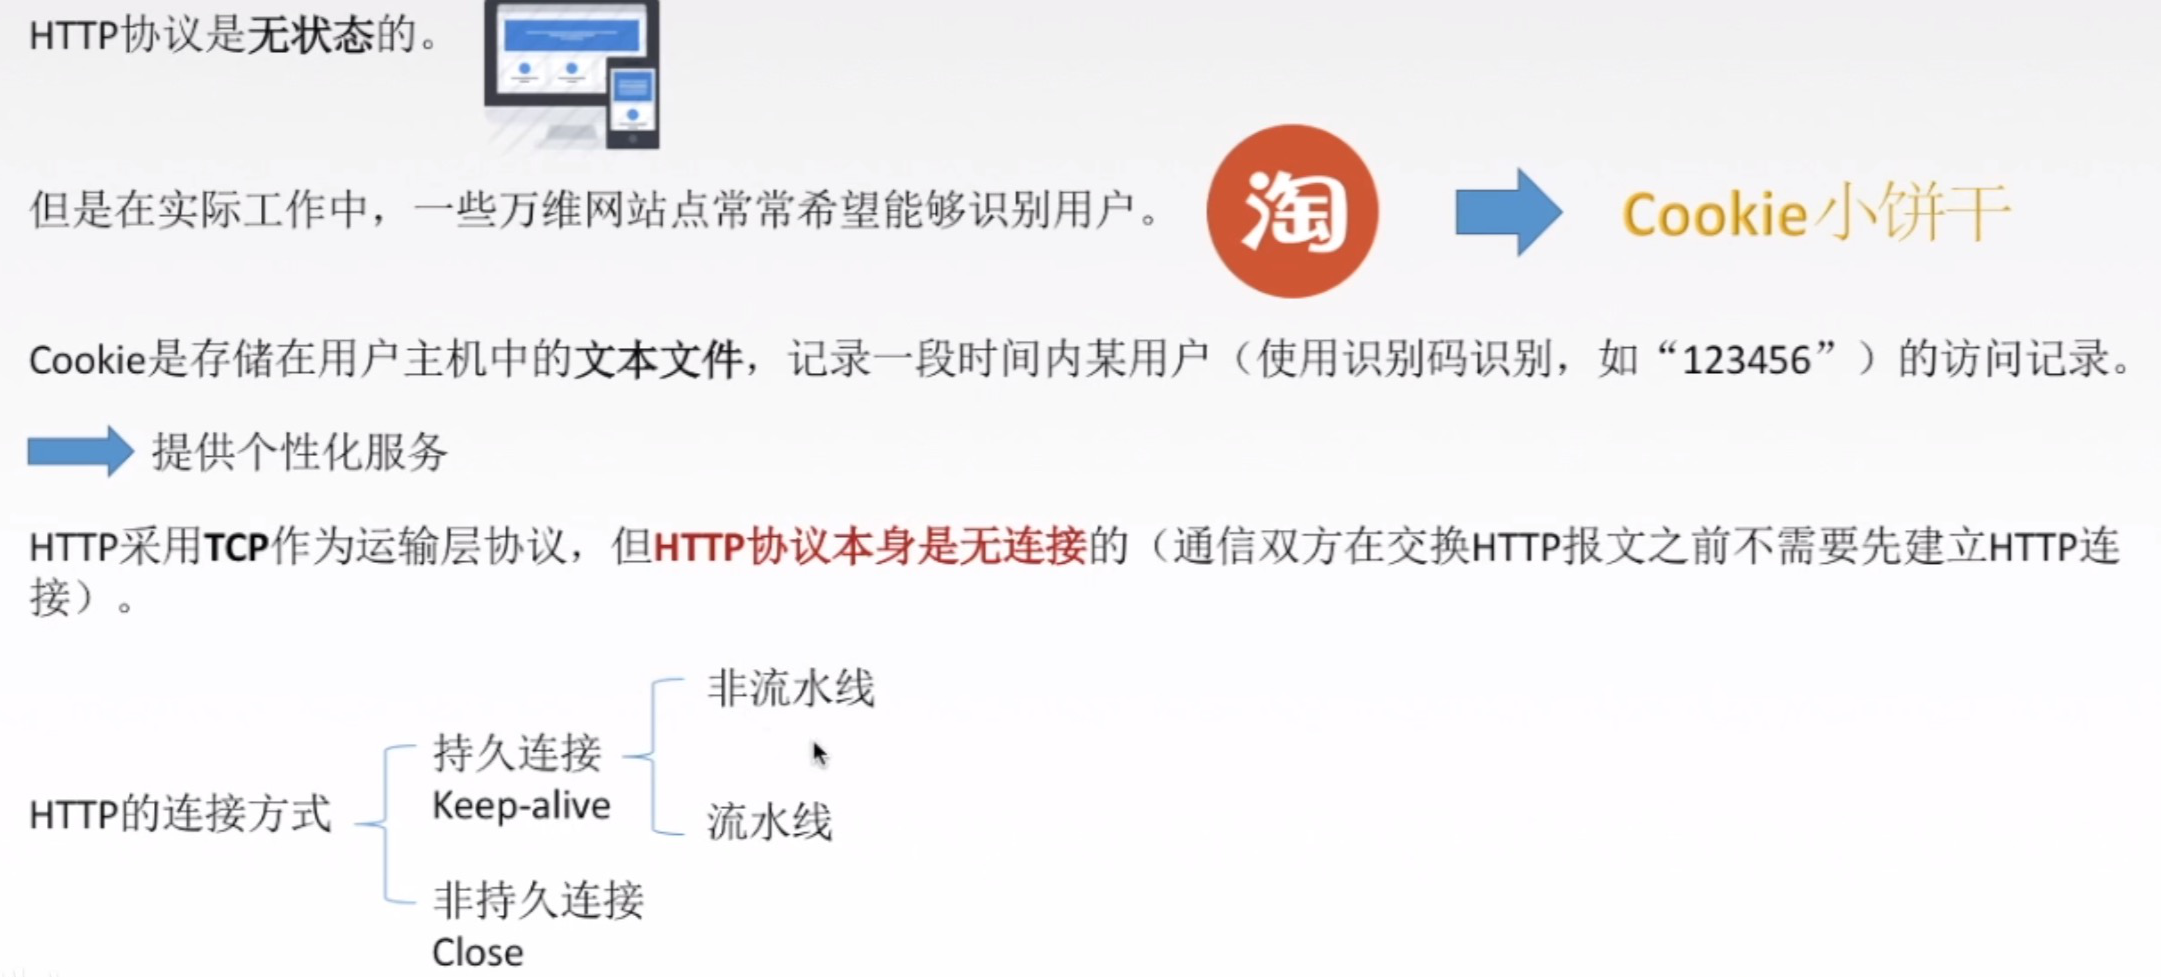 HTTP协议是无状态的。
但是在实际工作中，一些万维网站点常常希望能够识别用户。
淘
Cookie小饼干
Cookie是存储在用户主机中的文本文件，记录一段时间内某用户（使用识别码识别，如“123456”）的访问记录。
提供个性化服务
HTTP采用TCP作为运输层协议，但HTTP协议本身是无连接的（通信双方在交换HTTP报文之前不需要先建立HTTP连
接）。
非流水线
持久连接
Keep-alive
HTTP的连接方式
流水线
非持久连接
Close